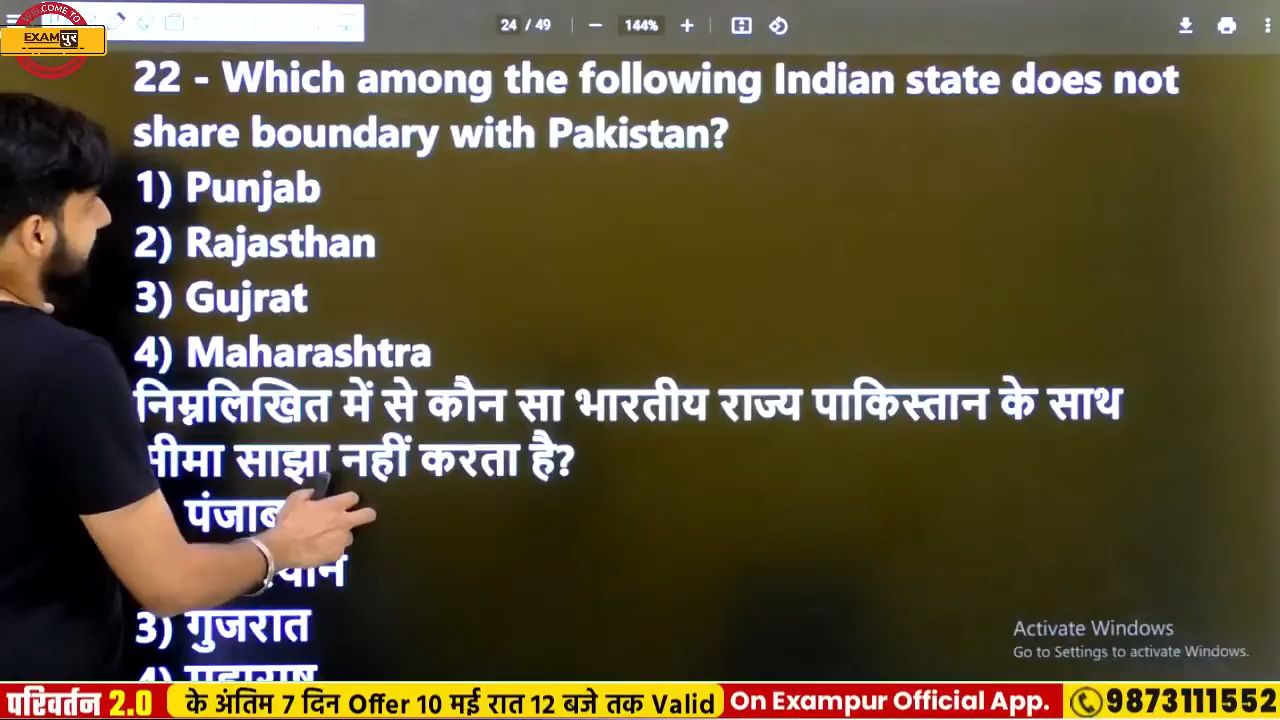 WELCOME TO
EXAMपुर
24 / 49
144%
22 - Which among the following Indian state does not
share boundary with Pakistan?
1) Punjab
2) Rajasthan
3) Gujrat
4) Maharashtra
निम्नलिखित में से कौन सा भारतीय राज्य पाकिस्तान के साथ
सीमा साझा नहीं करता है?
पंजाब
3) गुजरात
Activate Windows
Go to Settings to activate Windows.
परिवर्तन 2.0
के अंतिम 7 दिन Offer 10 मई रात 12 बजे तक Valid
On Exampur Official App.
9873111552